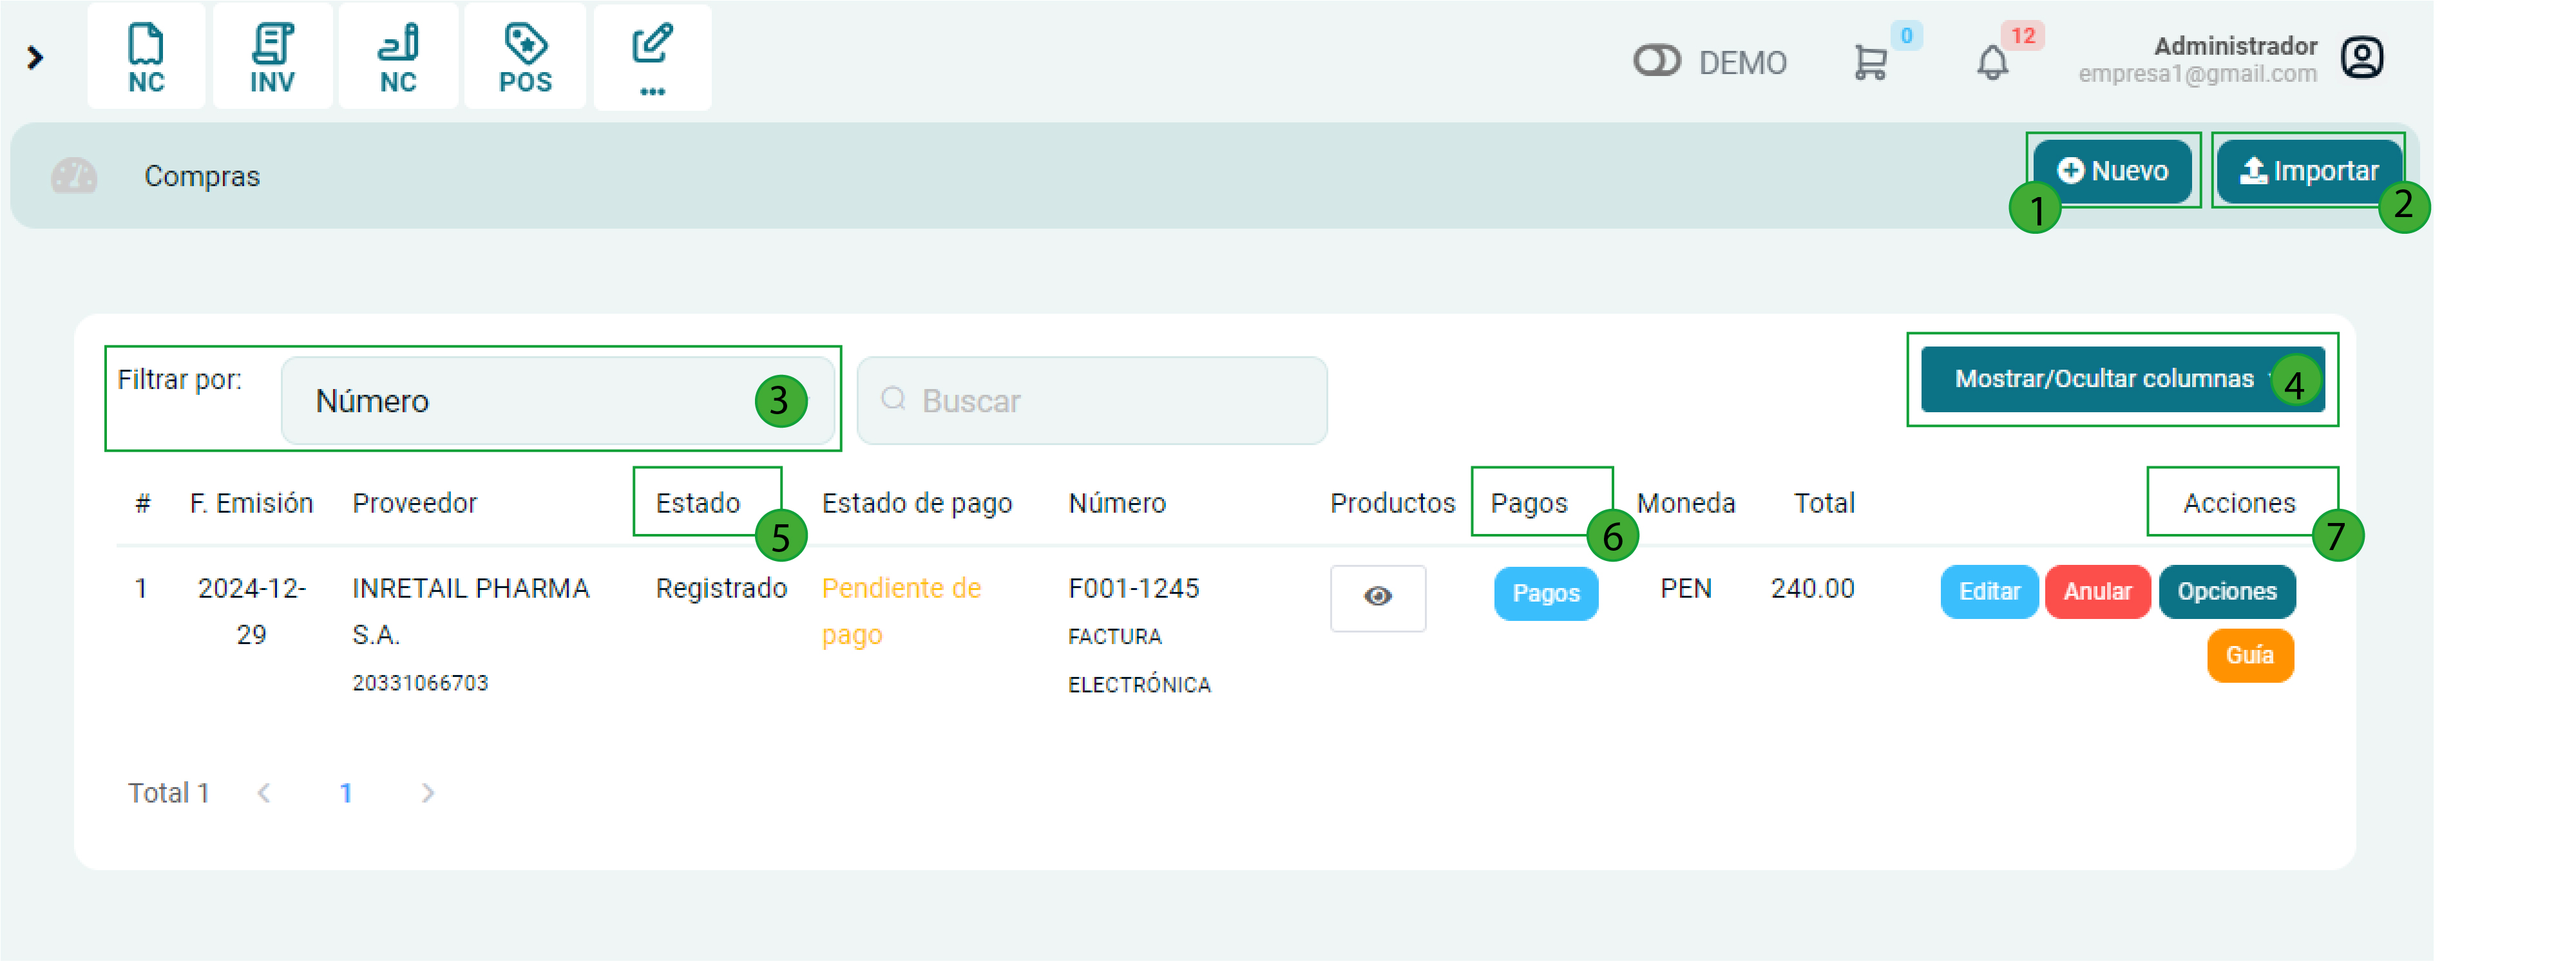 NC INV NC POS ...
DEMO 0 12 Administrador
empresa1@gmail.com
Compras Nuevo Importar
1 2
Filtrar por: Número 3 Buscar Mostrar/Ocultar columnas 4
# F. Emisión Proveedor Estado Estado de pago Número Productos Pagos Moneda Total Acciones
5 6 7
1 2024-12- INRETAIL PHARMA Registrado Pendiente de F001-1245 Pagos PEN 240.00 Editar Anular Opciones
29 S.A. pago FACTURA Guía
20331066703 ELECTRÓNICA
Total 1 < 1 >